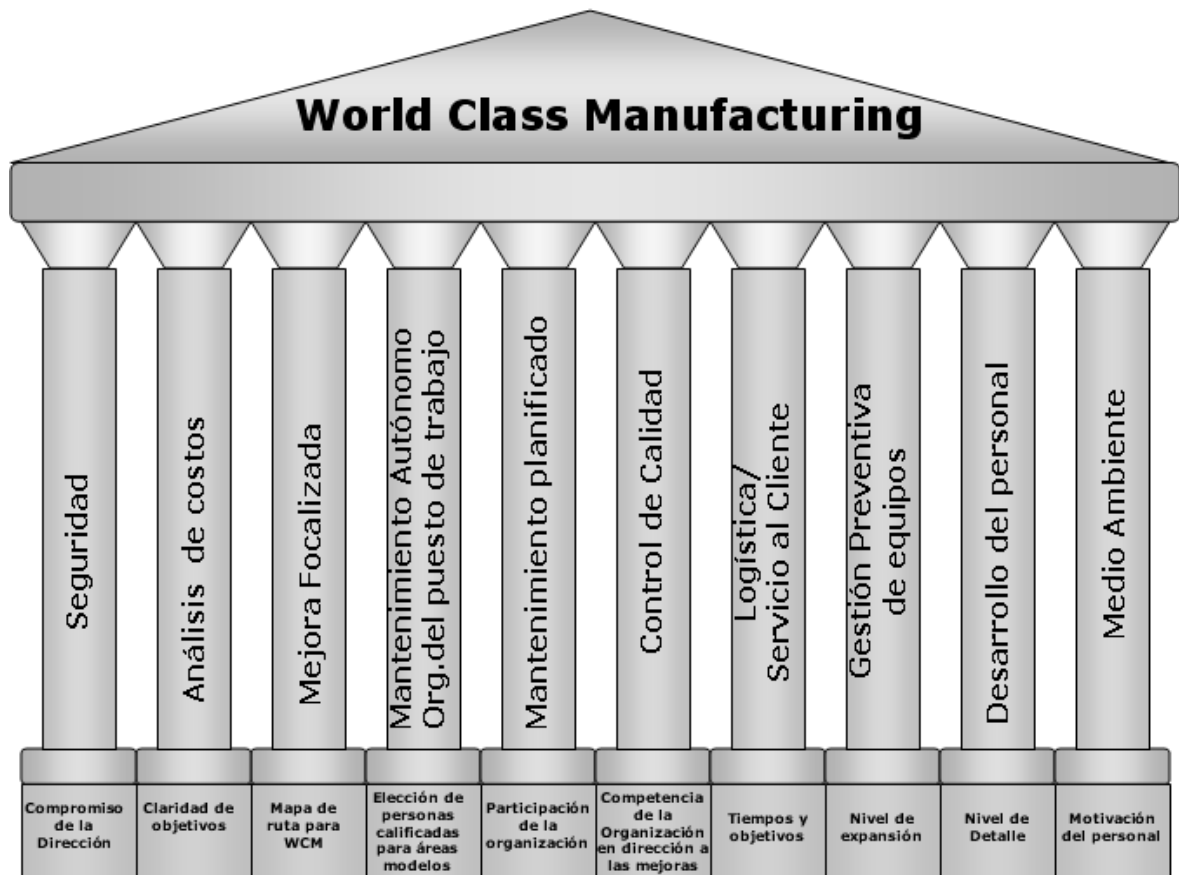 World Class Manufacturing
Seguridad
Análisis de costos
Mejora Focalizada
Mantenimiento Autónomo
Org.del puesto de trabajo
Mantenimiento planificado
Control de Calidad
Logística/
Servicio al Cliente
Gestión Preventiva
de equipos
Desarrollo del personal
Medio Ambiente
Compromiso
de la
Dirección
Claridad de
objetivos
Mapa de
ruta para
WCM
Elección de
personas
calificadas
para áreas
modelos
Participación
de la
organización
Competencia
de la
Organización
en dirección a
las mejoras
Tiempos y
objetivos
Nivel de
expansión
Nivel de
Detalle
Motivación
del personal